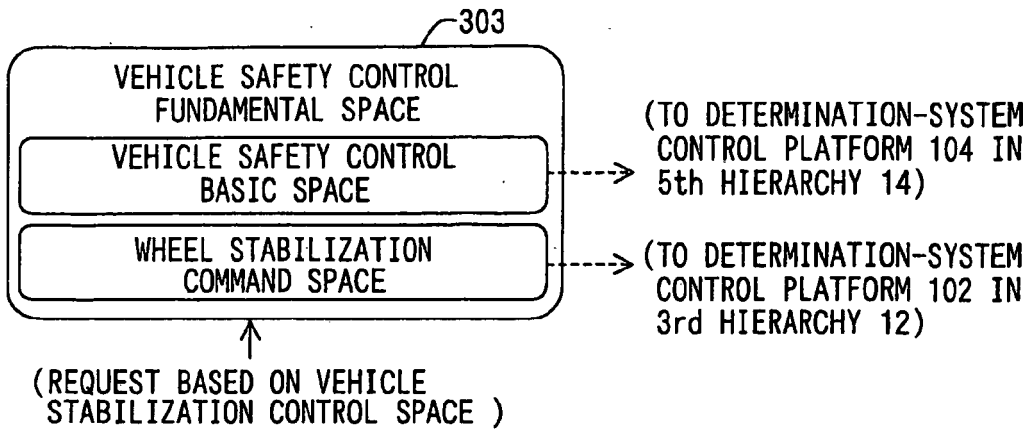 303
VEHICLE SAFETY CONTROL
FUNDAMENTAL SPACE
VEHICLE SAFETY CONTROL
BASIC SPACE
(TO DETERMINATION-SYSTEM
CONTROL PLATFORM 104 IN
5th HIERARCHY 14)
WHEEL STABILIZATION
COMMAND SPACE
(TO DETERMINATION-SYSTEM
CONTROL PLATFORM 102 IN
3rd HIERARCHY 12)
(REQUEST BASED ON VEHICLE
STABILIZATION CONTROL SPACE )